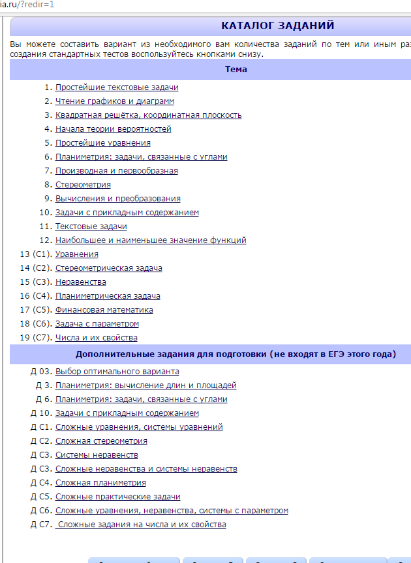 ia.ru/?redir=1
КАТАЛОГ ЗАДАНИЙ
Вы можете составить вариант из необходимого вам количества заданий по тем или иным раз
создания стандартных тестов воспользуйтесь кнопками снизу.
Тема
1. Простейшие текстовые задачи
2. Чтение графиков и диаграмм
3. Квадратная решётка, координатная плоскость
4. Начала теории вероятностей
5. Простейшие уравнения
6. Планиметрия: задачи, связанные с углами
7. Производная и первообразная
8. Стереометрия
9. Вычисления и преобразования
10. Задачи с прикладным содержанием
11. Текстовые задачи
12. Наибольшее и наименьшее значение функций
13 (С1). Уравнения
14 (С2). Стереометрическая задача
15 (С3). Неравенства
16 (С4). Планиметрическая задача
17 (С5). Финансовая математика
18 (С6). Задача с параметром
19 (С7). Числа и их свойства
Дополнительные задания для подготовки (не входят в ЕГЭ этого года)
Д 03. Выбор оптимального варианта
Д 3. Планиметрия: вычисление длин и площадей
Д 6. Планиметрия: задачи, связанные с углами
Д 10. Задачи с прикладным содержанием
Д С1. Сложные уравнения, системы уравнений
Д С2. Сложная стереометрия
Д С3. Системы неравенств
Д С3. Сложные неравенства и системы неравенств
Д С4. Сложная планиметрия
Д С5. Сложные практические задачи
Д С6. Сложные уравнения, неравенства, системы с параметром
Д С7. Сложные задания на числа и их свойства